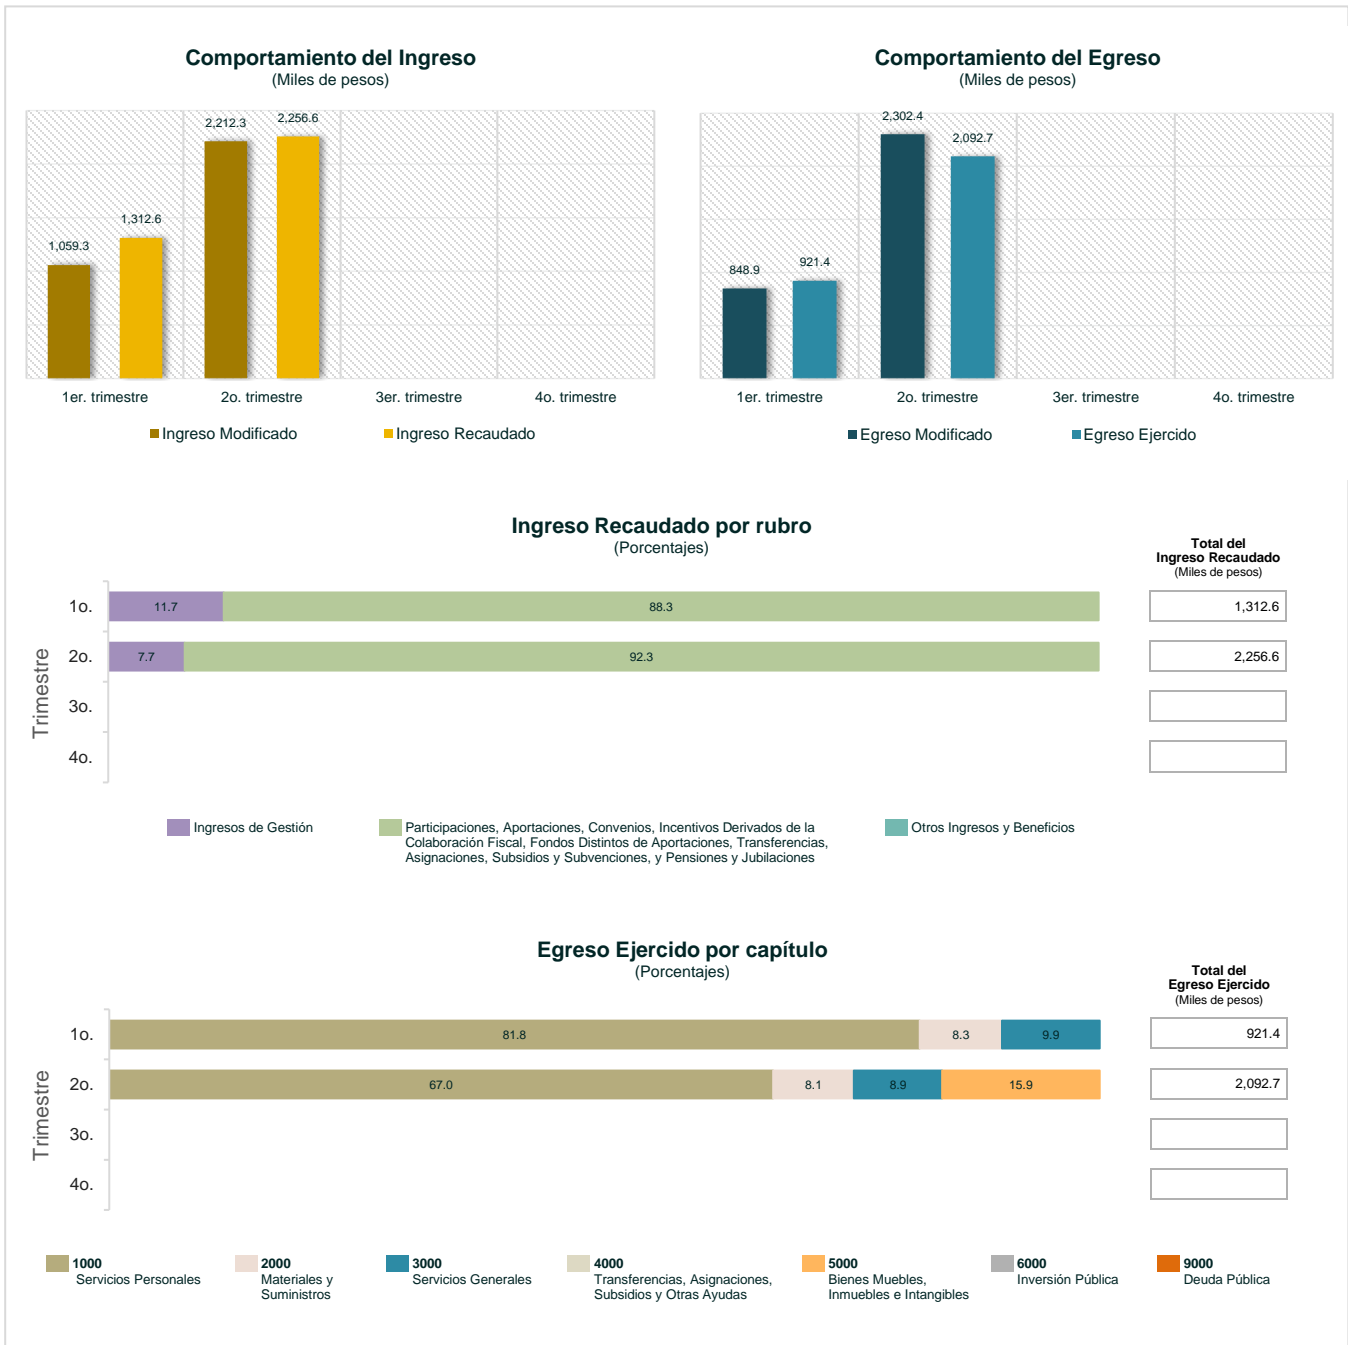 Comportamiento del Ingreso
(Miles de pesos)
1,059.3
1,312.6
2,212.3
2,256.6
1er. trimestre
2o. trimestre
3er. trimestre
4o. trimestre
Ingreso Modificado
Ingreso Recaudado
Comportamiento del Egreso
(Miles de pesos)
848.9
921.4
2,302.4
2,092.7
1er. trimestre
2o. trimestre
3er. trimestre
4o. trimestre
Egreso Modificado
Egreso Ejercido
Ingreso Recaudado por rubro
(Porcentajes)
Total del
Ingreso Recaudado
(Miles de pesos)
Trimestre
1o.
11.7
88.3
1,312.6
2o.
7.7
92.3
2,256.6
3o.
4o.
Ingresos de Gestión
Participaciones, Aportaciones, Convenios, Incentivos Derivados de la
Colaboración Fiscal, Fondos Distintos de Aportaciones, Transferencias,
Asignaciones, Subsidios y Subvenciones, y Pensiones y Jubilaciones
Otros Ingresos y Beneficios
Egreso Ejercido por capítulo
(Porcentajes)
Total del
Egreso Ejercido
(Miles de pesos)
Trimestre
1o.
81.8
8.3
9.9
921.4
2o.
67.0
8.1
8.9
15.9
2,092.7
3o.
4o.
1000
Servicios Personales
2000
Materiales y
Suministros
3000
Servicios Generales
4000
Transferencias, Asignaciones,
Subsidios y Otras Ayudas
5000
Bienes Muebles,
Inmuebles e Intangibles
6000
Inversión Pública
9000
Deuda Pública